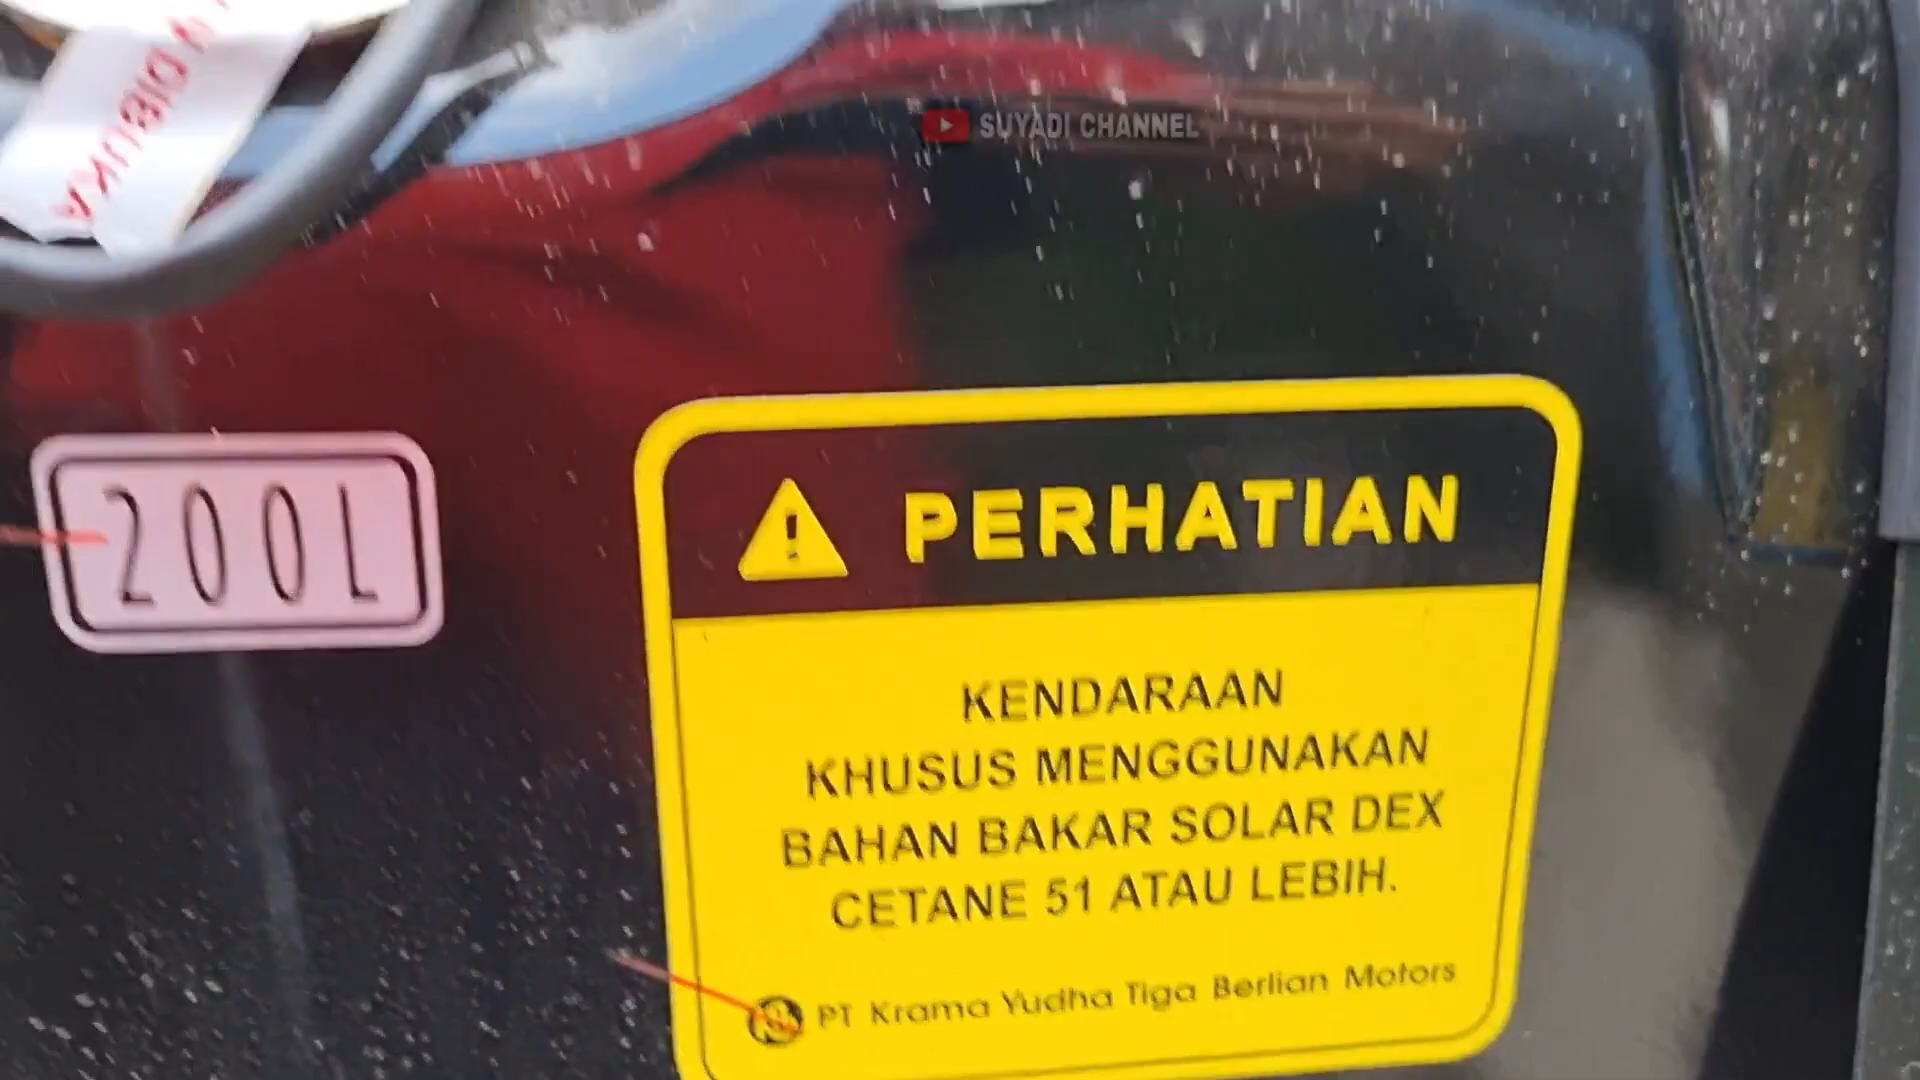 DIBUKA
SUYADI CHANNEL
200L
PERHATIAN
KENDARAAN
KHUSUS MENGGUNAKAN
BAHAN BAKAR SOLAR DEX
CETANE 51 ATAU LEBIH.
PT Krama Yudha Tiga Berlian Motors